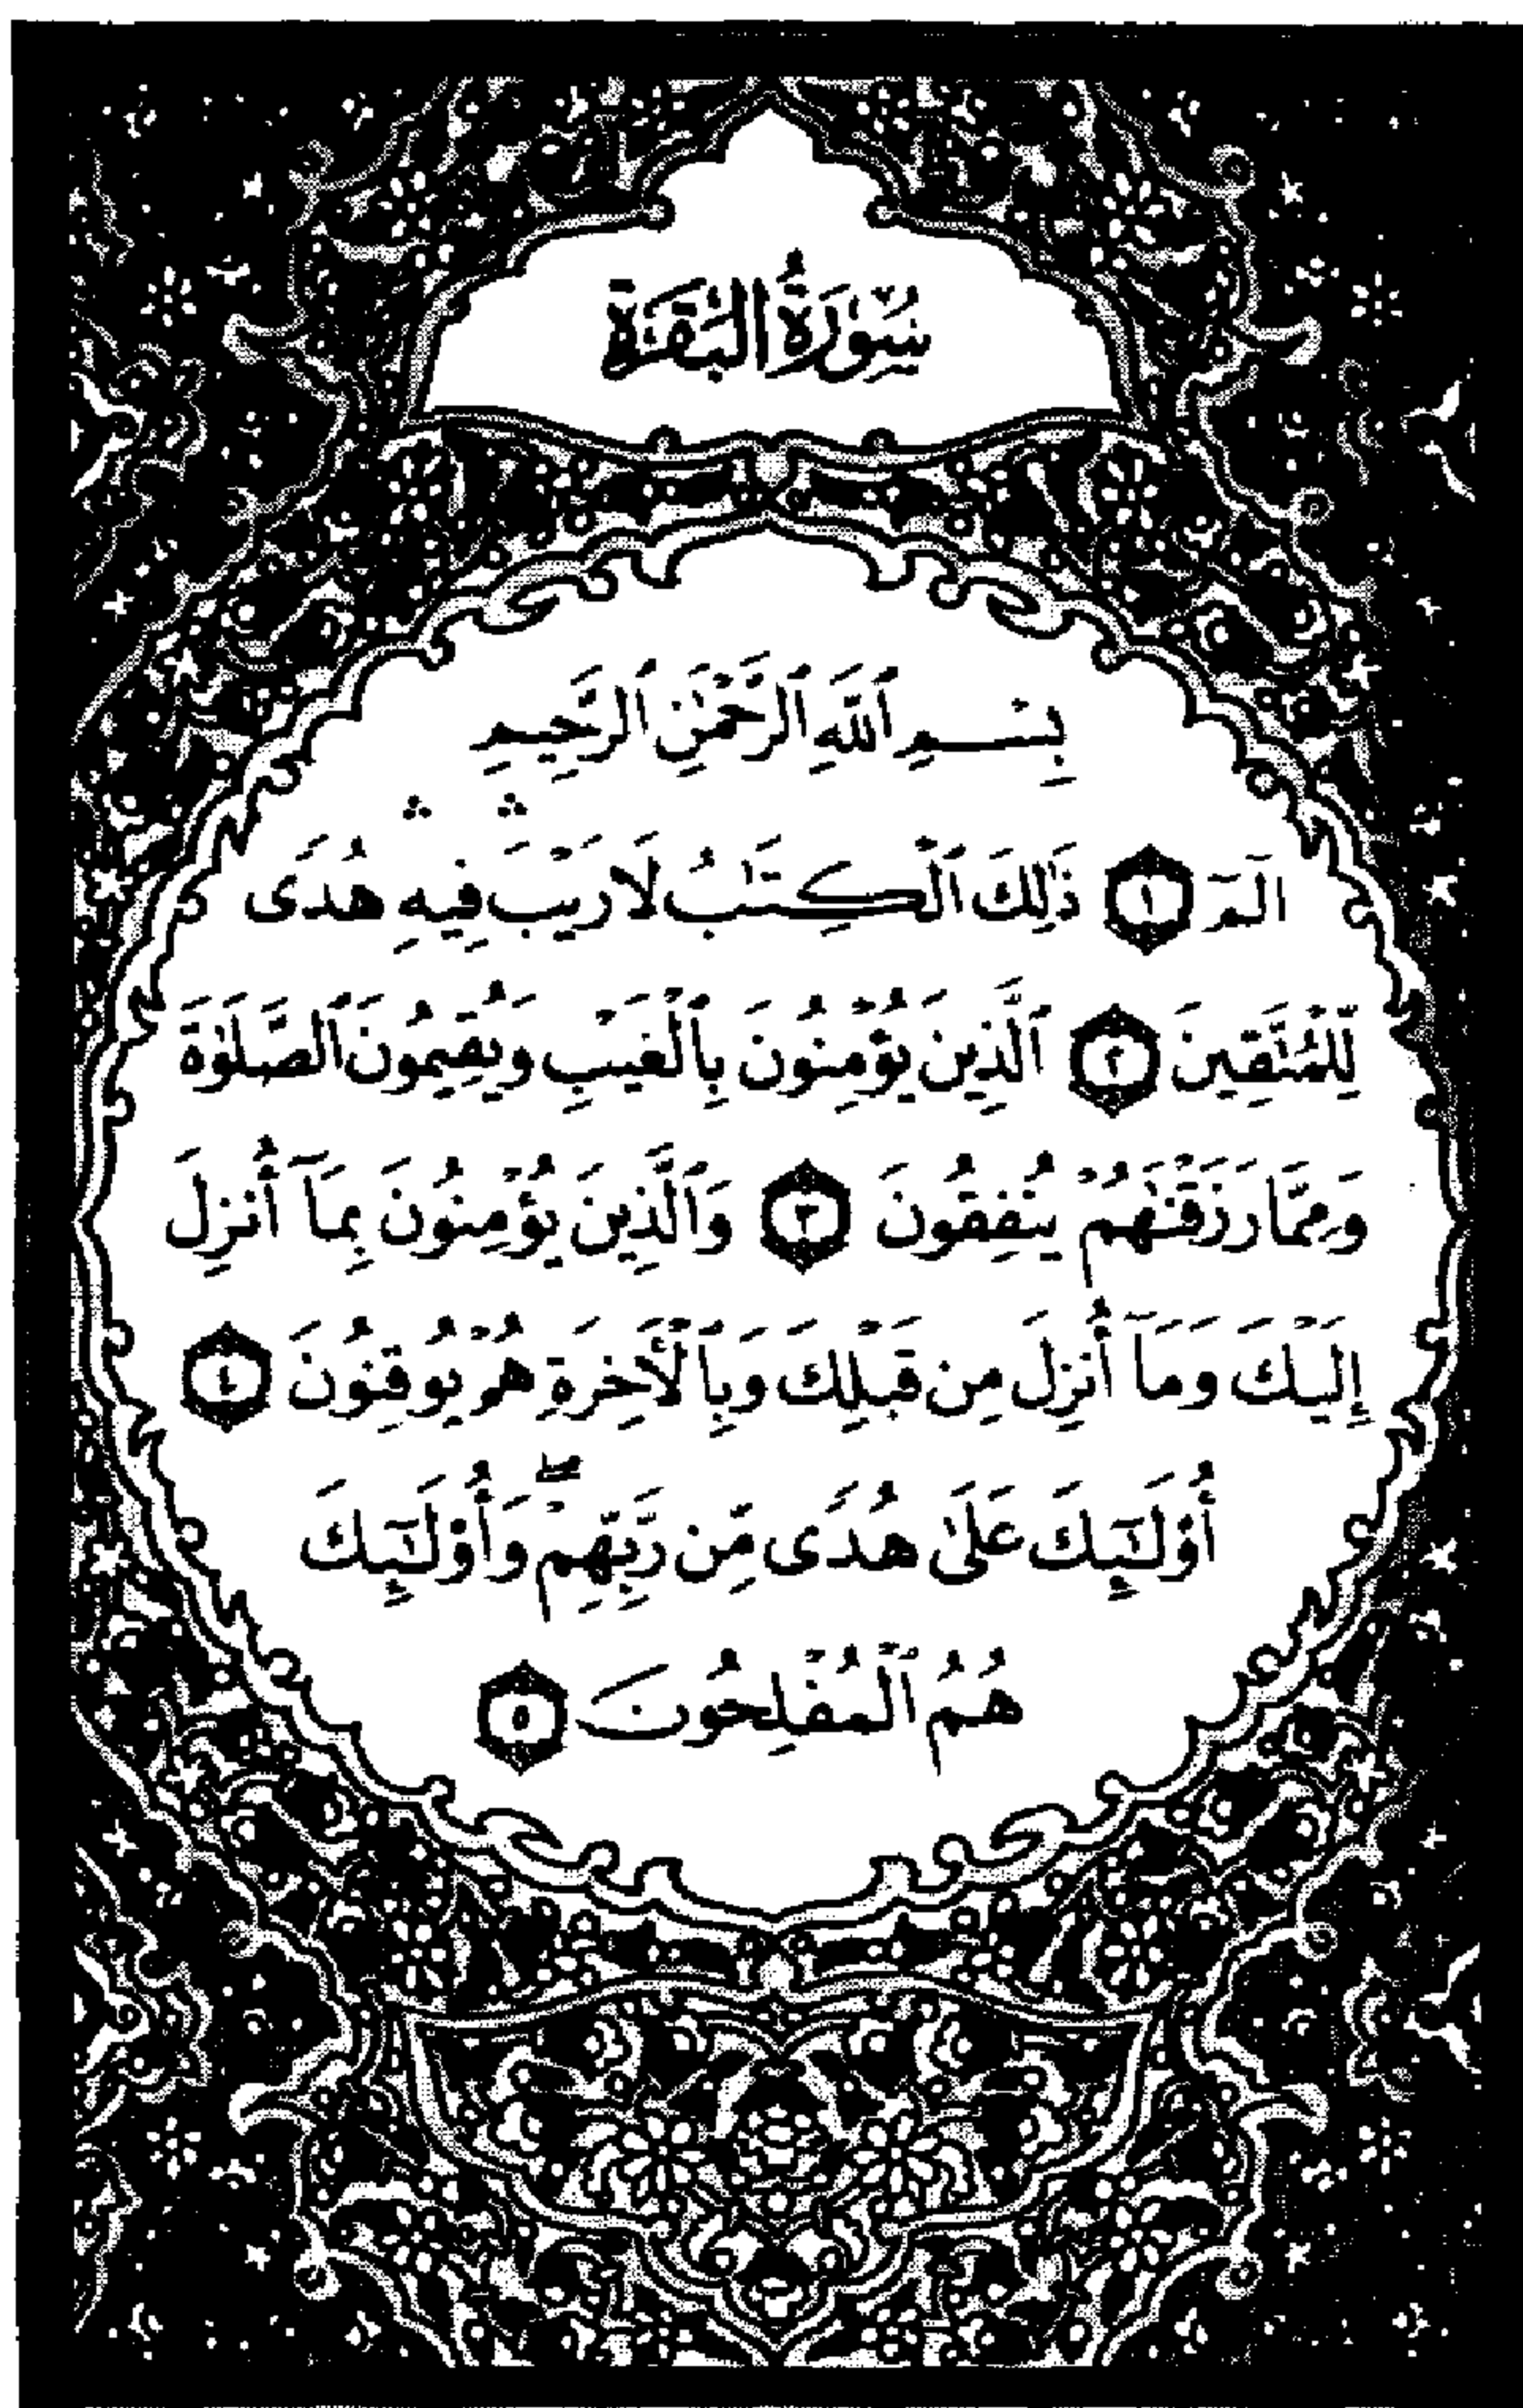 سُورَةُ الْبَقَرَةِ
بِسْمِ ٱللَّهِ ٱلرَّحْمَٰنِ ٱلرَّحِيمِ
الٓمٓ ١ ذَٰلِكَ ٱلْكِتَٰبُ لَا رَيْبَ ۛ فِيهِ ۛ هُدًى
لِّلْمُتَّقِينَ ٢ ٱلَّذِينَ يُؤْمِنُونَ بِٱلْغَيْبِ وَيُقِيمُونَ ٱلصَّلَوٰةَ
وَمِمَّا رَزَقْنَٰهُمْ يُنفِقُونَ ٣ وَٱلَّذِينَ يُؤْمِنُونَ بِمَآ أُنزِلَ
إِلَيْكَ وَمَآ أُنزِلَ مِن قَبْلِكَ وَبِٱلْأَخِرَةِ هُمْ يُوقِنُونَ ٤
أُو۟لَٰٓئِكَ عَلَىٰ هُدًى مِّن رَّبِّهِمْ ۖ وَأُو۟لَٰٓئِكَ
هُمُ ٱلْمُفْلِحُونَ ٥